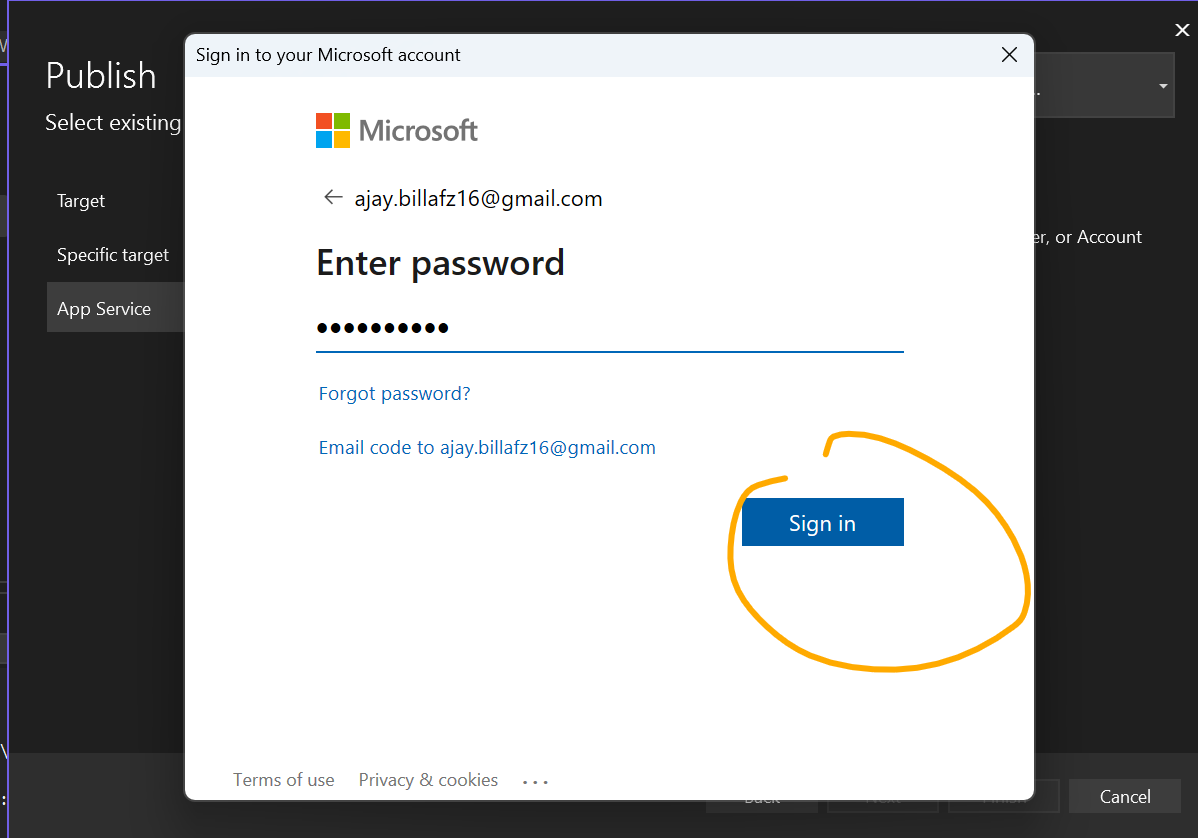 Sign in to your Microsoft account
Publish
Select existing
Microsoft
ajay.billafz16@gmail.com
Target
Specific target
App Service
or Account
Enter password
Forgot password?
Email code to ajay.billafz16@gmail.com
Sign in
Terms of use Privacy & cookies ...
Cancel